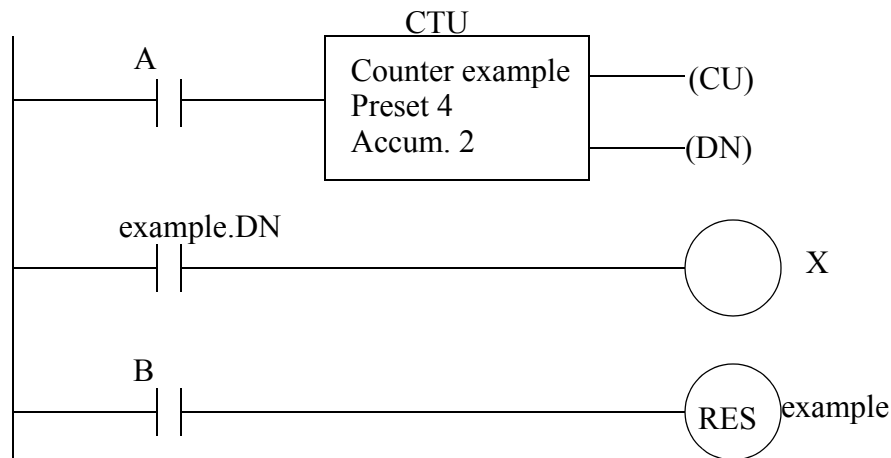 CTU
A
Counter example
Preset 4
Accum. 2
(CU)
(DN)
example.DN
X
B
RES
example